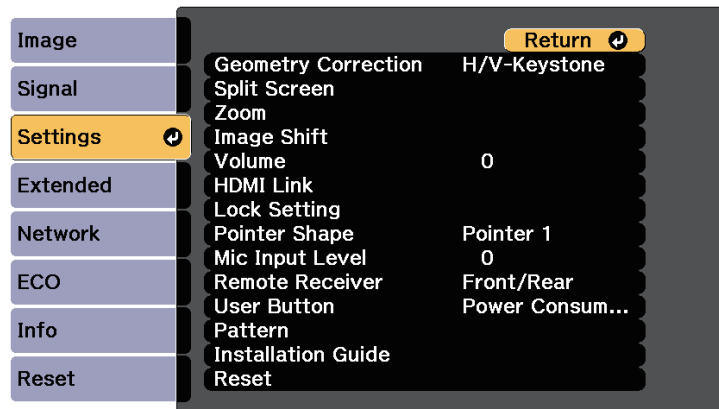 Image
Signal
Settings
Extended
Network
ECO
Info
Reset
Return
Geometry Correction H/V-Keystone
Split Screen
Zoom
Image Shift
Volume 0
HDMI Link
Lock Setting
Pointer Shape Pointer 1
Mic Input Level 0
Remote Receiver Front/Rear
User Button Power Consum...
Pattern
Installation Guide
Reset